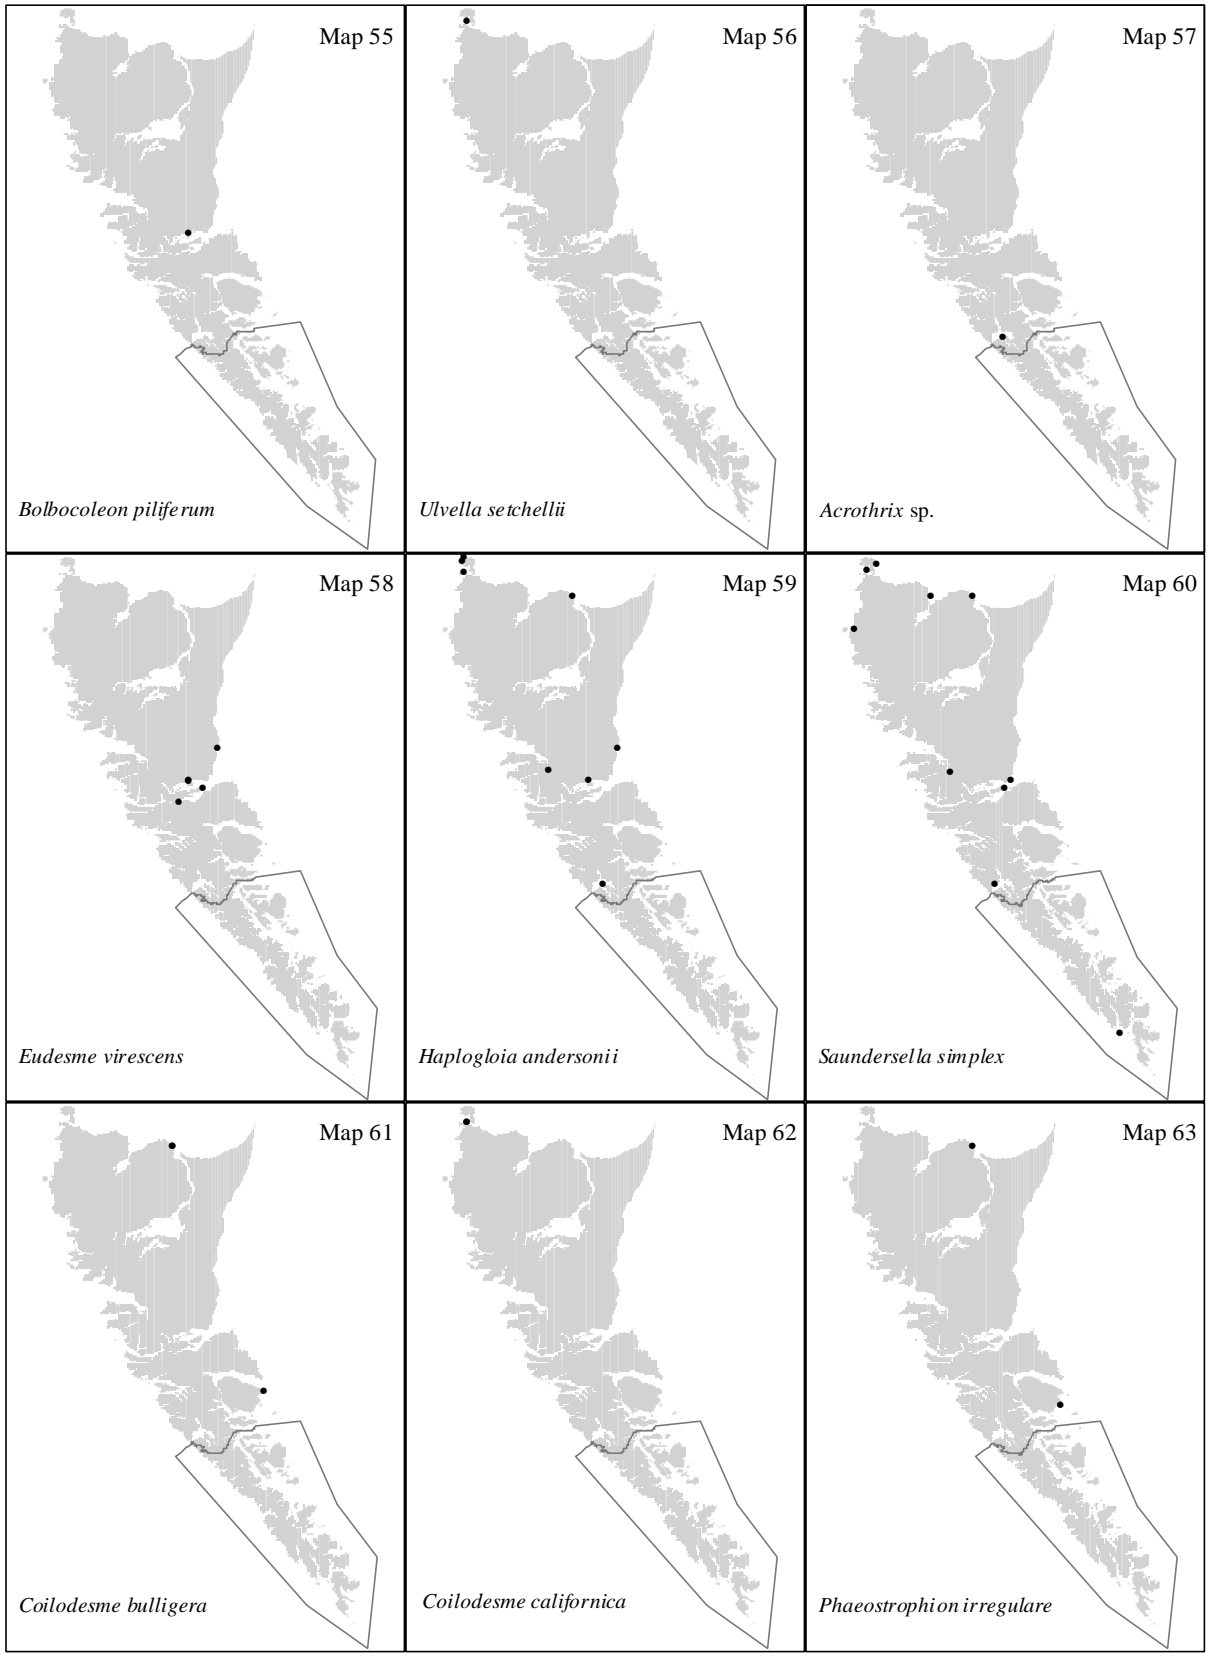 Map 55
Map 56
Map 57
Bolbocoleon piliferum
Ulvella setchellii
Acrothrix sp.
Map 58
Map 59
Map 60
Eudesme virescens
Haplogloia andersonii
Saundersella simplex
Map 61
Map 62
Map 63
Coilodesme bulligera
Coilodesme californica
Phaeostrophion irregulare